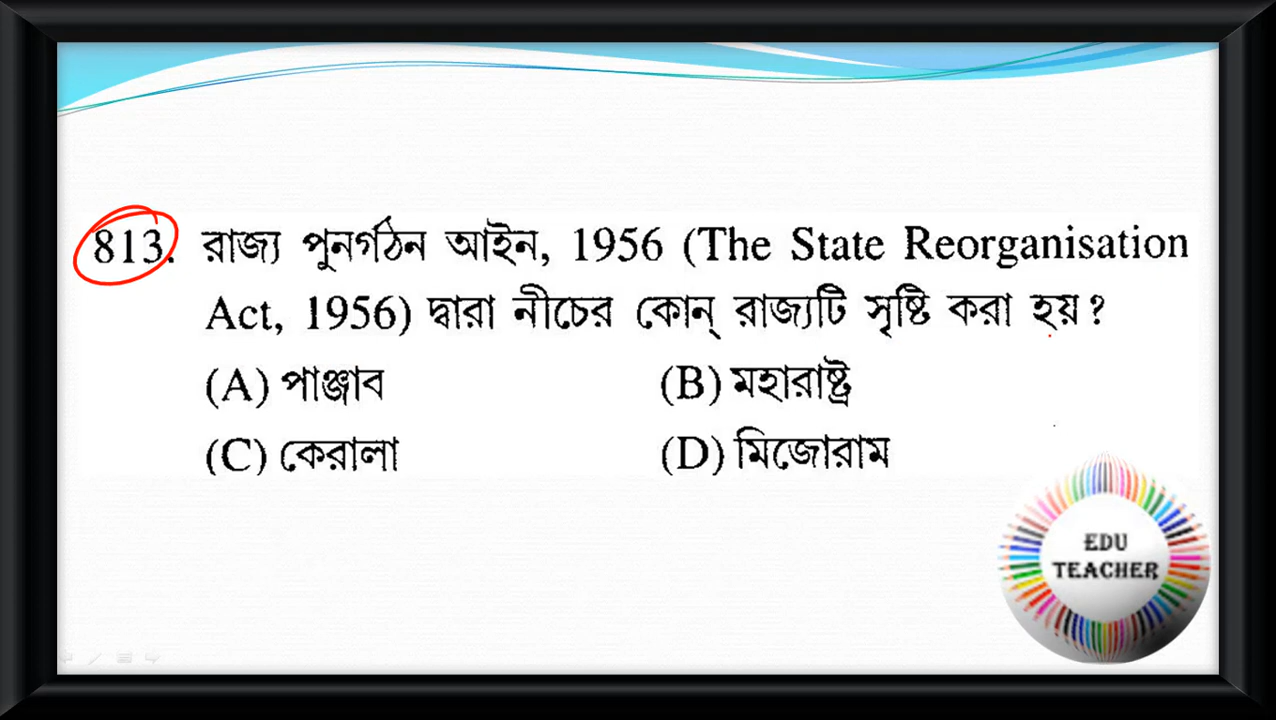 813. রাজ্য পুনর্গঠন আইন, 1956 (The State Reorganisation
Act, 1956) দ্বারা নীচের কোন্ রাজ্যটি সৃষ্টি করা হয়?
(A) পাঞ্জাব (B) মহারাষ্ট্র
(C) কেরালা (D) মিজোরাম
EDU
TEACHER